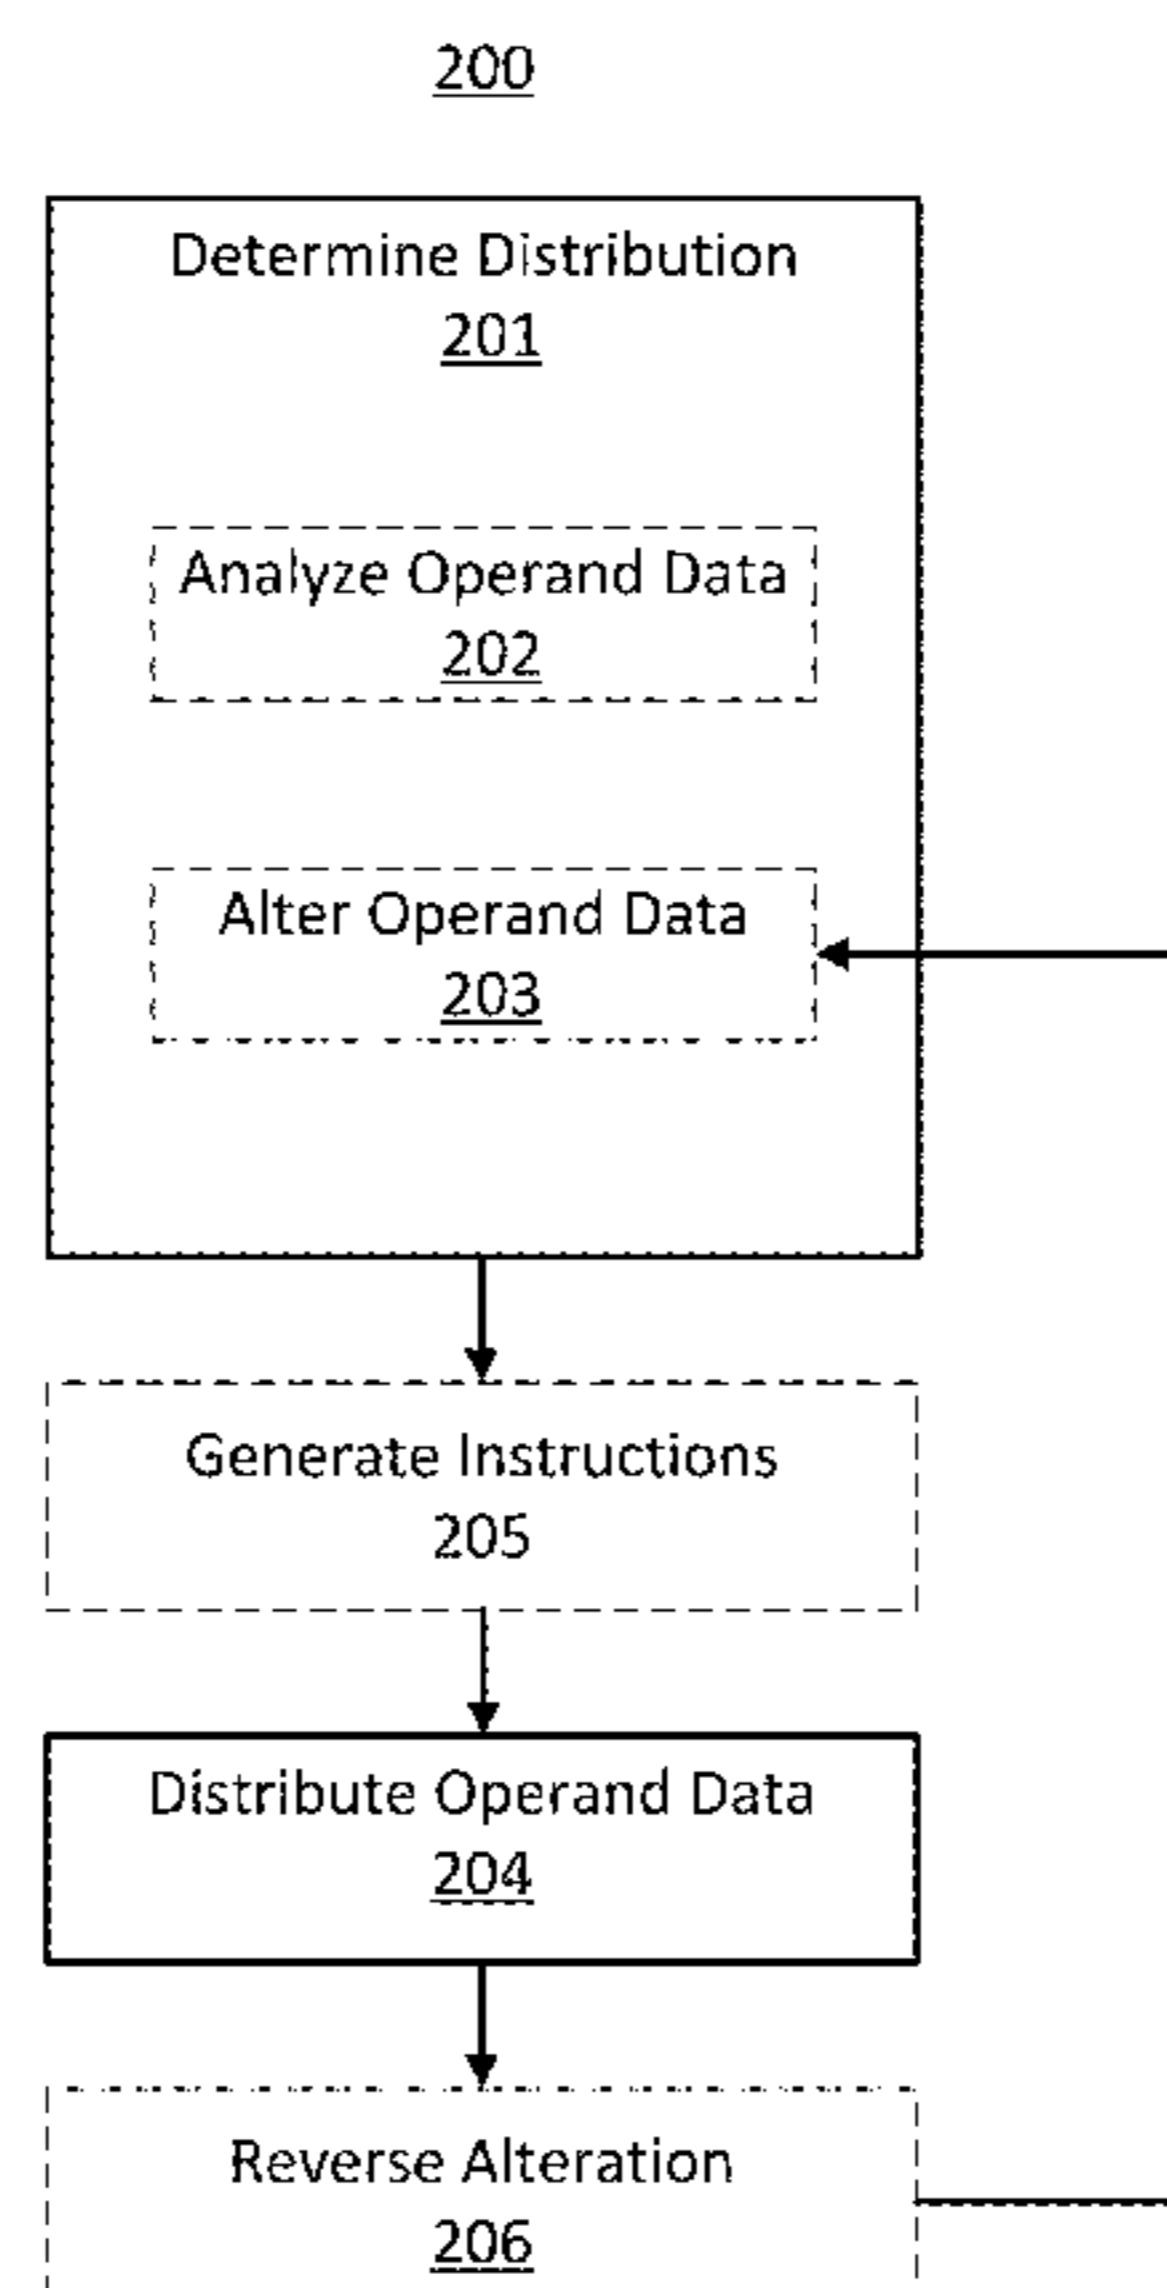 200
Determine Distribution
201
Analyze Operand Data
202
Alter Operand Data
203
Generate Instructions
205
Distribute Operand Data
204
Reverse Alteration
206